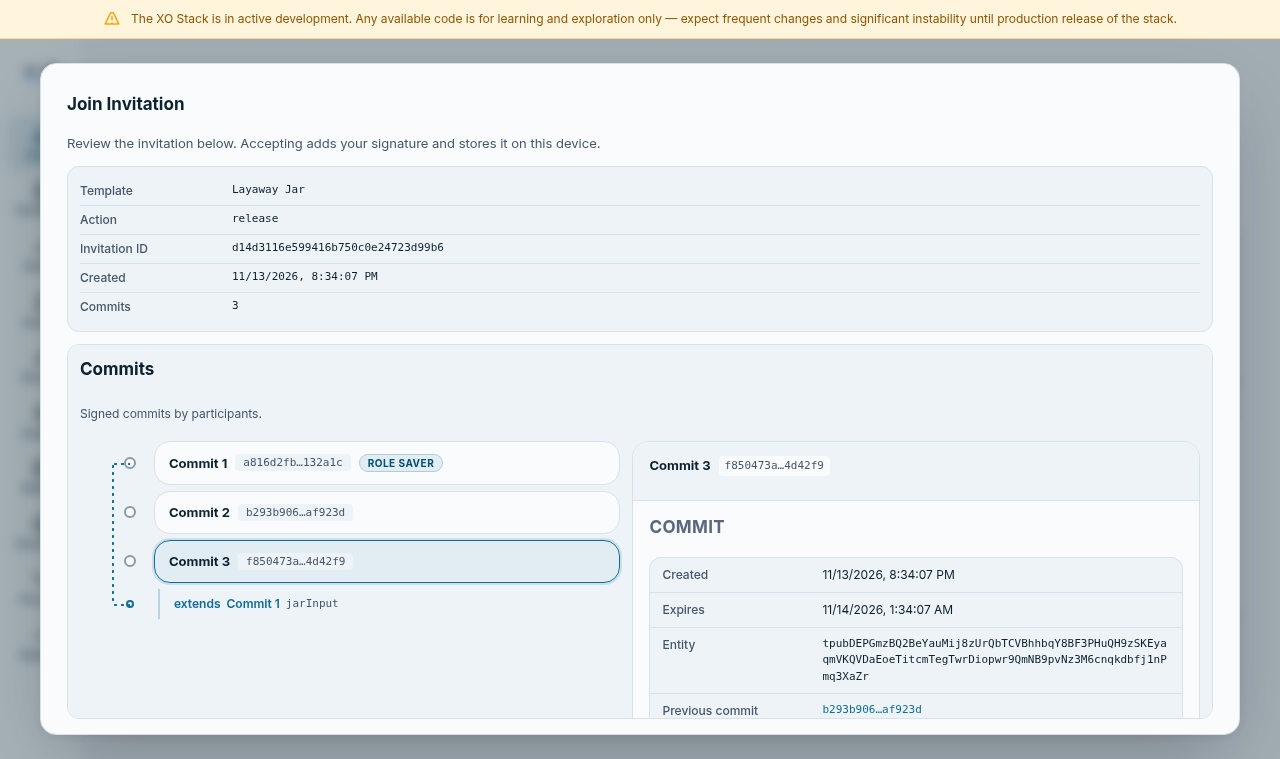 The XO Stack is in active development. Any available code is for learning and exploration only — expect frequent changes and significant instability until production release of the stack.
Join Invitation
Review the invitation below. Accepting adds your signature and stores it on this device.
Template Layaway Jar
Action release
Invitation ID d14d3116e599416b750c0e24723d99b6
Created 11/13/2026, 8:34:07 PM
Commits 3
Commits
Signed commits by participants.
Commit 1 a816d2fb…132a1c ROLE SAVER
Commit 2 b293b906…af923d
Commit 3 f850473a…4d42f9
extends Commit 1 jarInput
Commit 3 f850473a…4d42f9
COMMIT
Created 11/13/2026, 8:34:07 PM
Expires 11/14/2026, 1:34:07 AM
Entity tpubDEPGmzBQ2BeYauMij8zUrQbTCVBhhbqY8BF3PHuQH9zSKEya
qmVKQVDaEoeTitcmTegTwrDiopwr9QmNB9pvNz3M6cnqkdbfj1nP
mq3XaZr
Previous commit b293b906…af923d